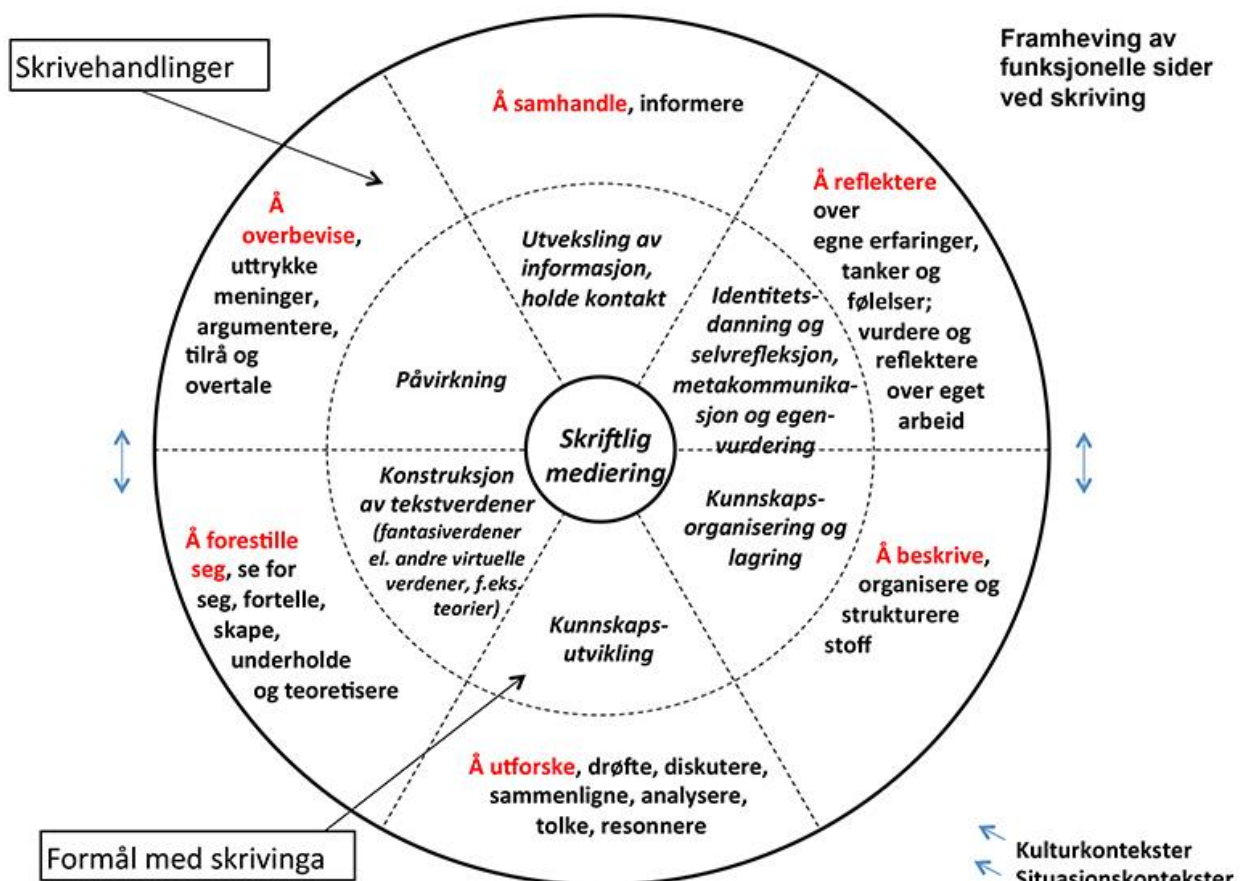 Skrivehandlinger
Framheving av
funksjonelle sider
ved skriving
Å samhandle, informere
Å reflektere
over
egne erfaringer,
tanker og
følelser;
vurdere og
reflektere
over eget
arbeid
Å
overbevise,
uttrykke
meninger,
argumentere,
tilrå og
overtale
Utveksling av
informasjon,
holde kontakt
Identitets-
danning og
selvrefleksjon,
metakommunika-
sjon og egen-
vurdering
Påvirkning
Skriftlig
mediering
Konstruksjon
av tekstverdener
(fantasiverdener
el. andre virtuelle
verdener, f.eks.
teorier)
Kunnskaps-
organisering og
lagring
Å forestille
seg, se for
seg, fortelle,
skape,
underholde
og teoretisere
Å beskrive,
organisere og
strukturere
stoff
Kunnskaps-
utvikling
Å utforske, drøfte, diskutere,
sammenligne, analysere,
tolke, resonnere
Formål med skrivinga
Kulturkontekster
Situasjonskontekster